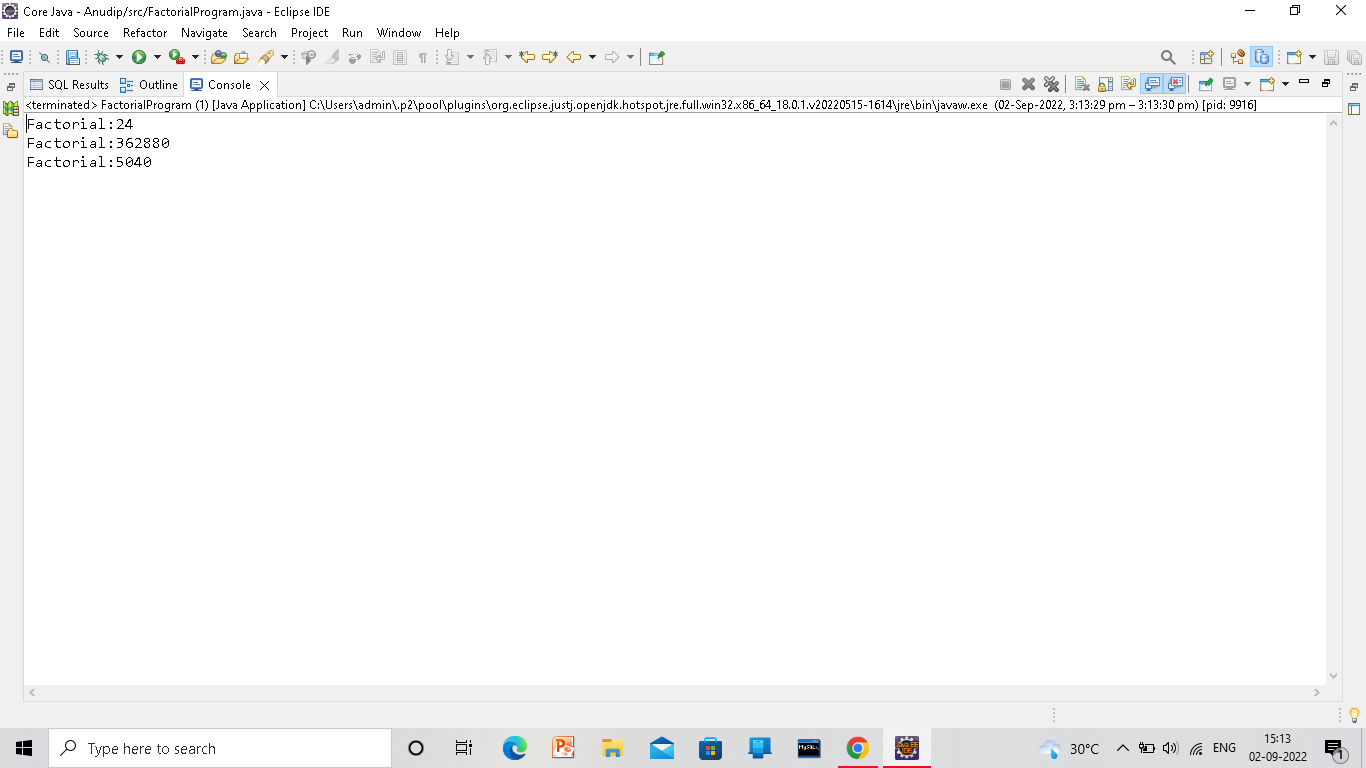 Core Java - Anudip/src/FactorialProgram.java - Eclipse IDE
File Edit Source Refactor Navigate Search Project Run Window Help
SQL Results Outline Console
<terminated> FactorialProgram (1) [Java Application] C:\Users\admin\.p2\pool\plugins\org.eclipse.justj.openjdk.hotspot.jre.full.win32.x86_64_18.0.1.v20220515-1614\jre\bin\javaw.exe (02-Sep-2022, 3:13:29 pm – 3:13:30 pm) [pid: 9916]
Factorial:24
Factorial:362880
Factorial:5040
Type here to search
30°C
ENG
15:13
02-09-2022
1